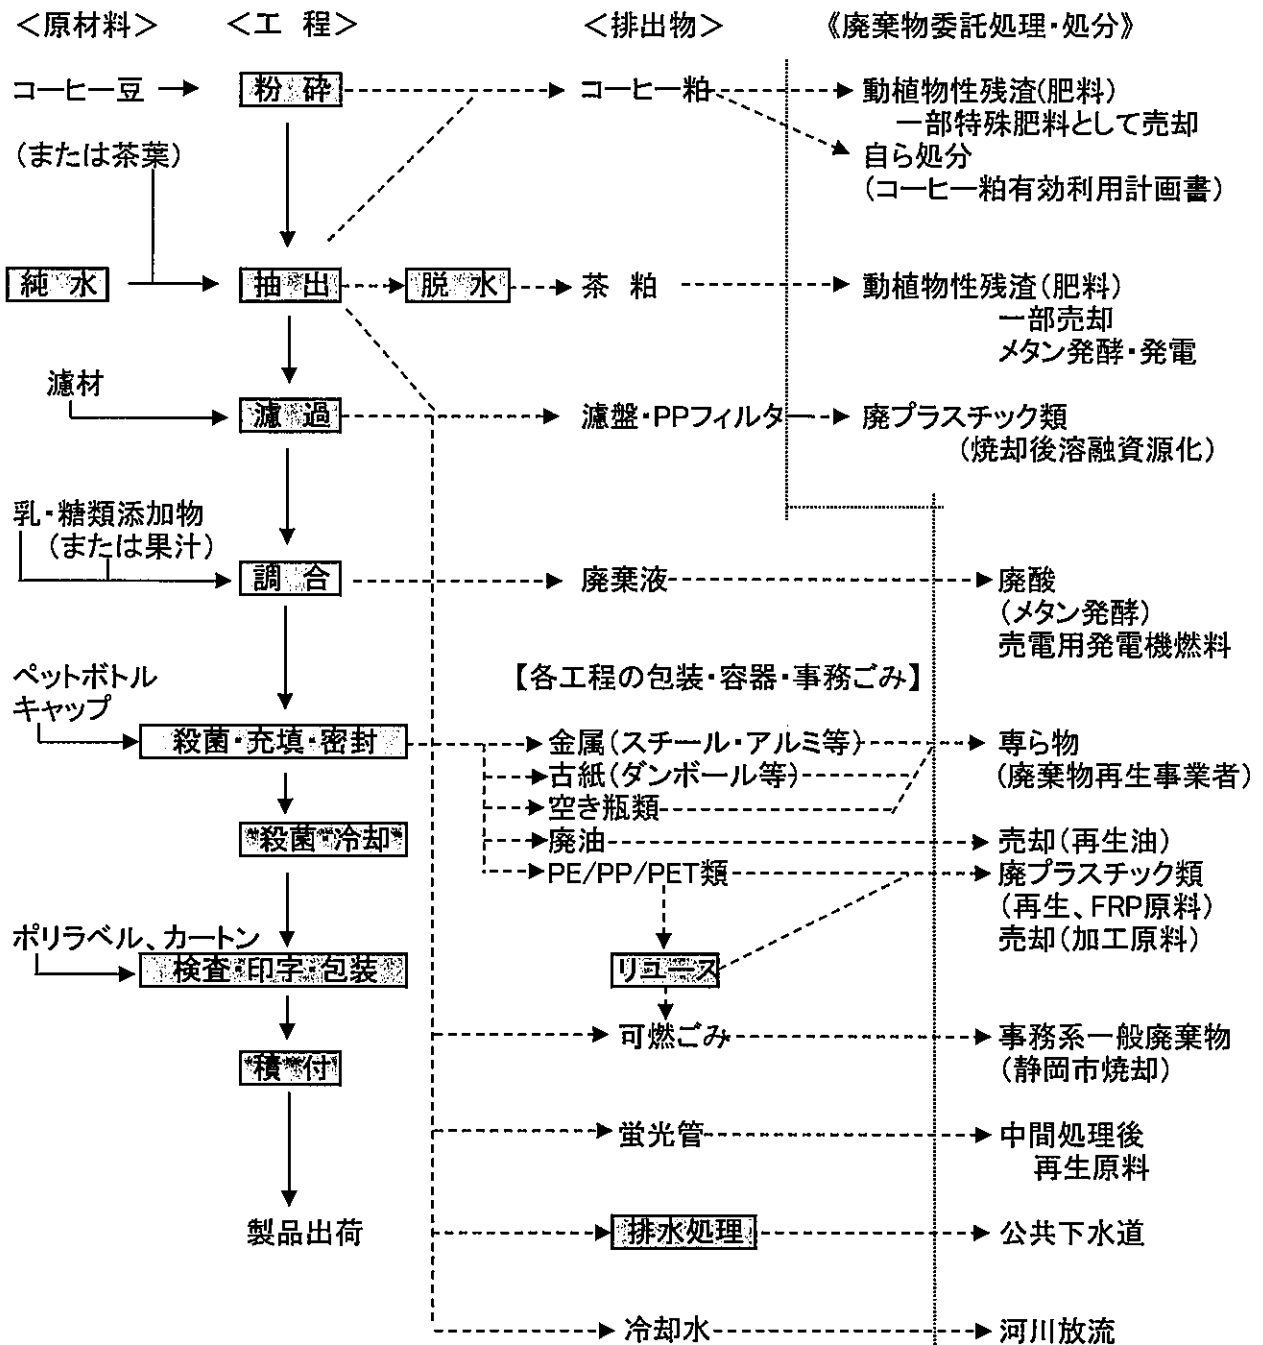 ＜原材料＞ ＜工 程＞ ＜排出物＞ 《廃棄物委託処理・処分》
コーヒー豆 粉 砕 コーヒー粕 動植物性残渣(肥料)
一部特殊肥料として売却
(または茶葉) 自ら処分
(コーヒー粕有効利用計画書)
純 水 抽 出 脱 水 茶 粕 動植物性残渣(肥料)
一部売却
メタン発酵・発電
濾材
濾 過 濾盤・PPフィルタ 廃プラスチック類
(焼却後溶融資源化)
乳・糖類添加物
(または果汁)
調 合 廃棄液 廃酸
(メタン発酵)
売電用発電機燃料
ペットボトル 【各工程の包装・容器・事務ごみ】
キャップ
殺菌・充填・密封 金属(スチール・アルミ等) 専ら物
古紙(ダンボール等) (廃棄物再生事業者)
空き瓶類
殺菌・冷却 廃油 売却(再生油)
PE/PP/PET類 廃プラスチック類
(再生、FRP原料)
ポリラベル、カートン 売却(加工原料)
検査・印字・包装 リユース
可燃ごみ 事務系一般廃棄物
積 付 (静岡市焼却)
蛍光管 中間処理後
再生原料
製品出荷 排水処理 公共下水道
冷却水 河川放流